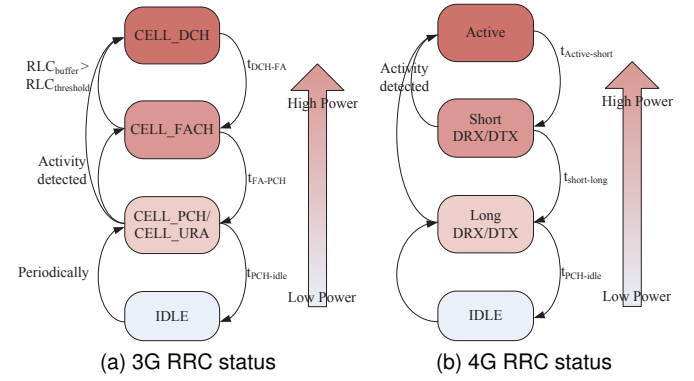 CELL_DCH
RLCbuffer >
RLCthreshold
tDCH-FA
High Power
CELL_FACH
Activity
detected
tFA-PCH
CELL_PCH/
CELL_URA
Periodically
tPCH-idle
Low Power
IDLE
(a) 3G RRC status
Active
tActive-short
Activity
detected
High Power
Short
DRX/DTX
tshort-long
Long
DRX/DTX
tPCH-idle
Low Power
IDLE
(b) 4G RRC status